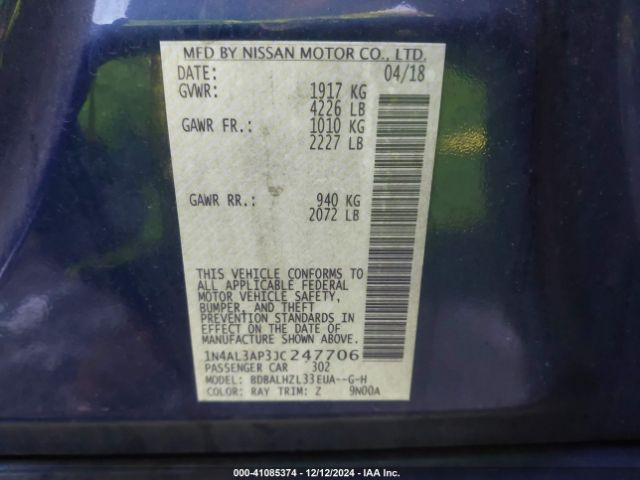 MFD BY NISSAN MOTOR CO., LTD.
DATE: 04/18
GVWR: 1917 KG
4226 LB
GAWR FR.: 1010 KG
2227 LB
GAWR RR.: 940 KG
2072 LB
THIS VEHICLE CONFORMS TO
ALL APPLICABLE FEDERAL
MOTOR VEHICLE SAFETY,
BUMPER, AND THEFT
PREVENTION STANDARDS
IN EFFECT ON THE DATE OF
MANUFACTURE SHOWN ABOVE.
1N4AL3AP3JC247706
PASSENGER CAR 302
MODEL: BDBALHZL33EUA--G-H
COLOR: RAY TRIM: Z 9N00A
000-41085374 - 12/12/2024 - IAA Inc.